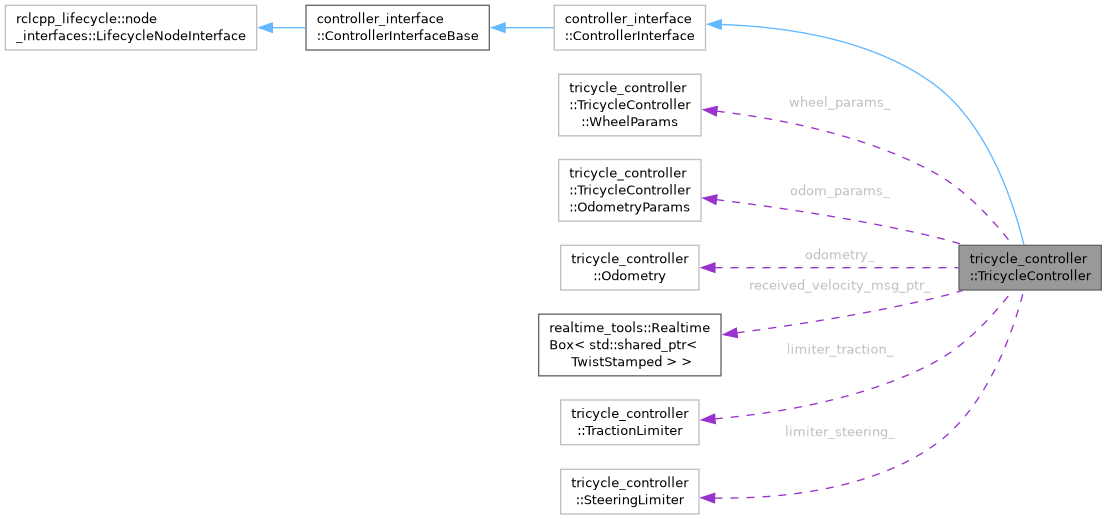 rclcpp_lifecycle::node
_interfaces::LifecycleNodeInterface
controller_interface
::ControllerInterfaceBase
controller_interface
::ControllerInterface
tricycle_controller
::TricycleController
::WheelParams
wheel_params_
tricycle_controller
::TricycleController
::OdometryParams
odom_params_
tricycle_controller
::Odometry
odometry_
tricycle_controller
::TricycleController
received_velocity_msg_ptr_
realtime_tools::Realtime
Box< std::shared_ptr<
TwistStamped > >
limiter_traction_
tricycle_controller
::TractionLimiter
limiter_steering_
tricycle_controller
::SteeringLimiter